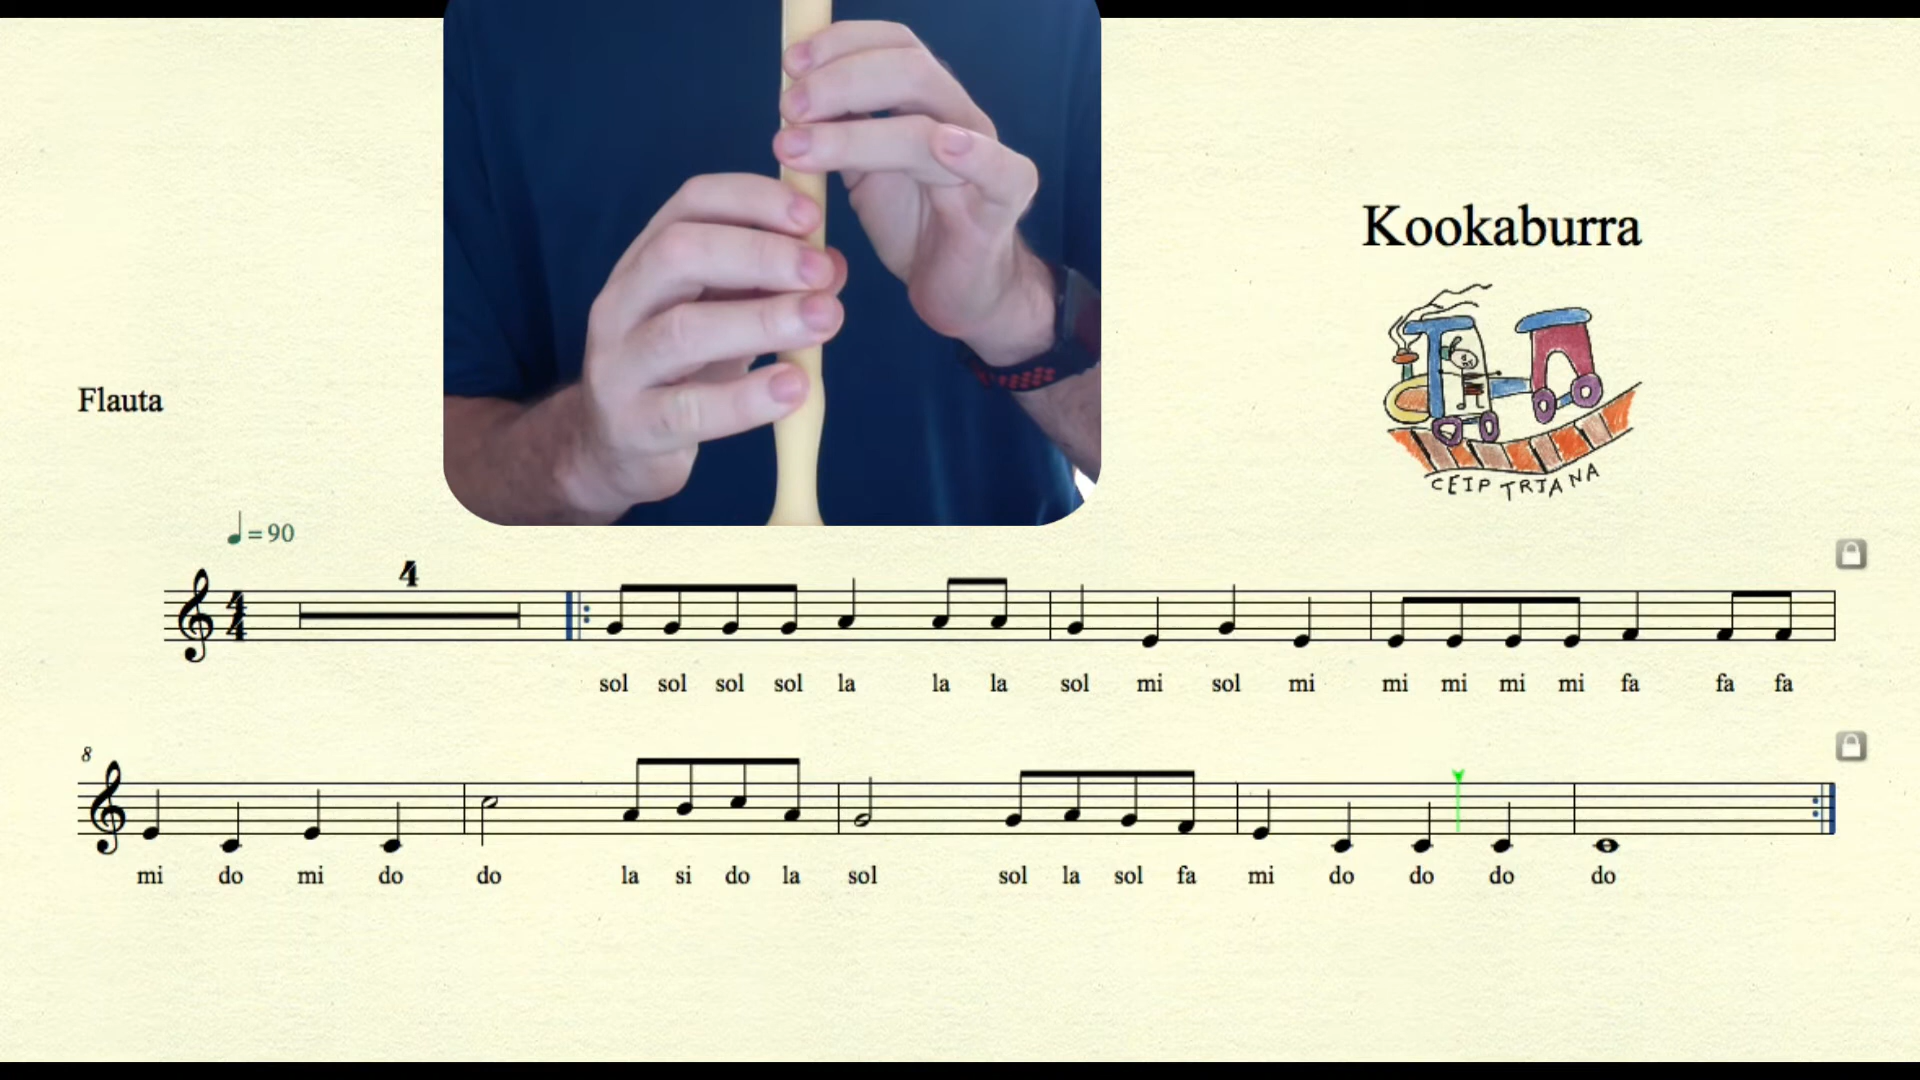 Kookaburra
CEIP TRIANA
Flauta
= 90
4
4
4
sol sol sol sol la la la sol mi sol mi mi mi mi mi fa fa fa
8
mi do mi do do la si do la sol sol la sol fa mi do do do do